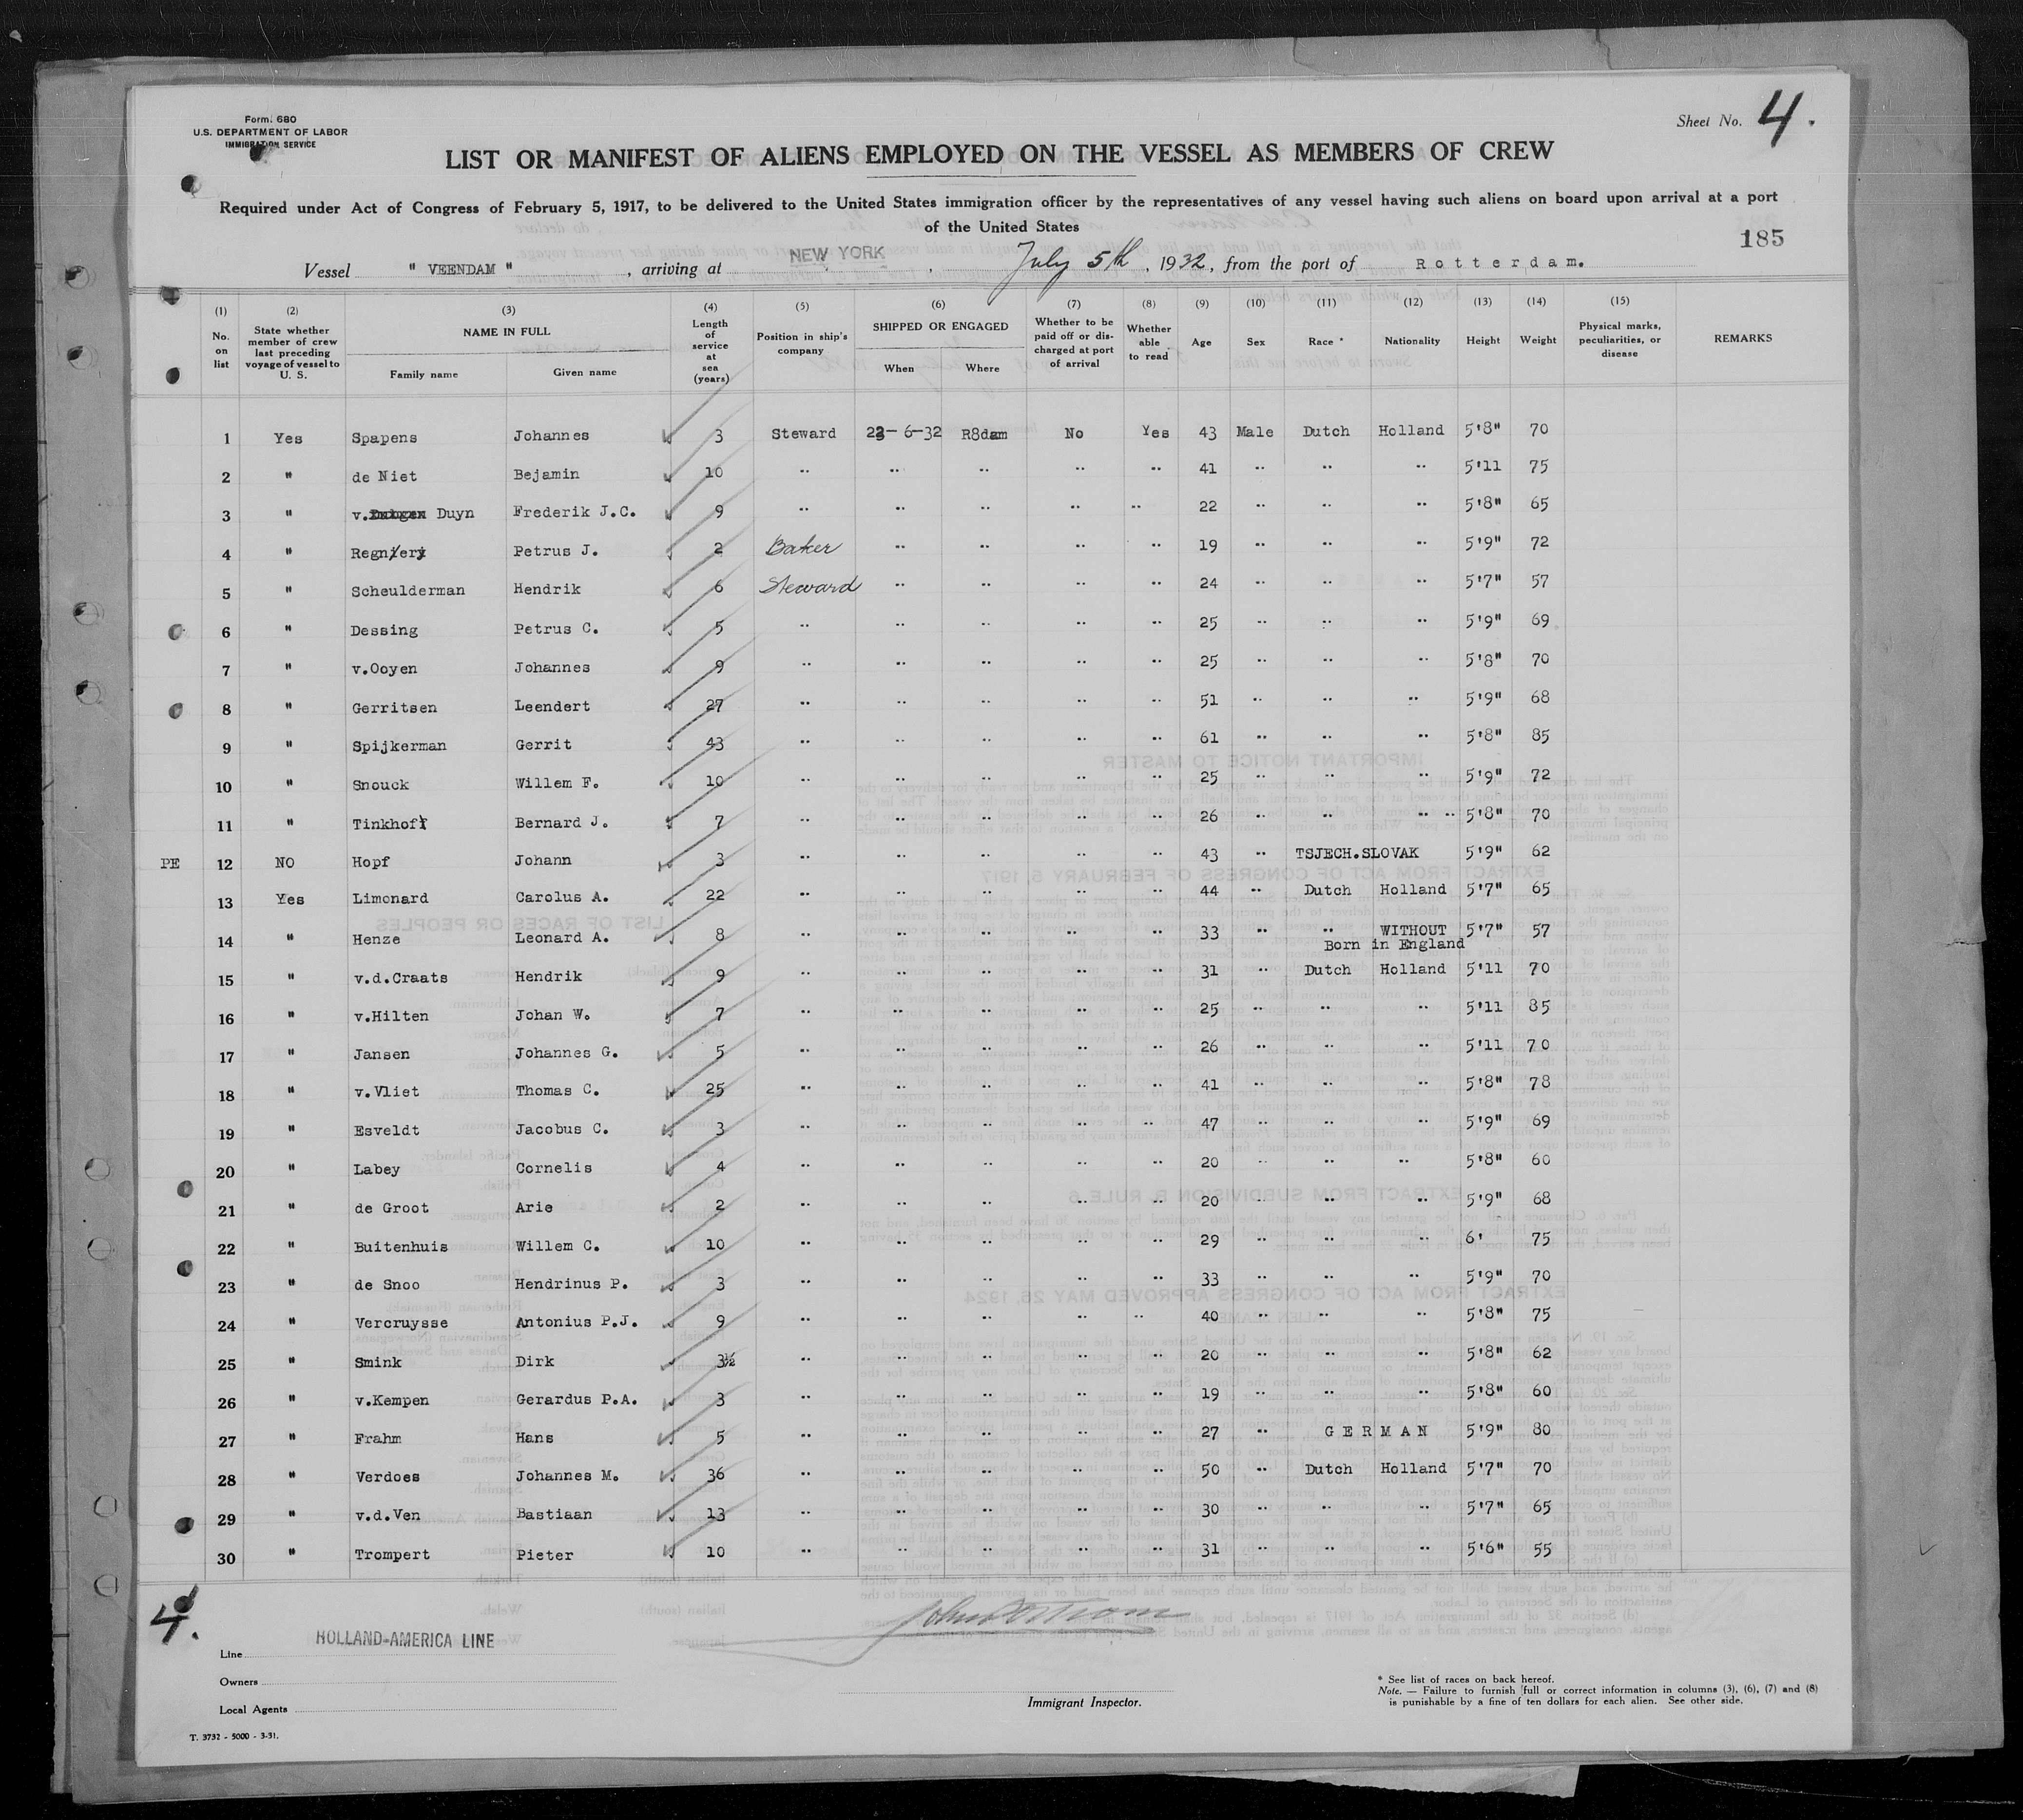 Form. 680
U.S. DEPARTMENT OF LABOR
IMMIGRATION SERVICE
Sheet No. 4.
LIST OR MANIFEST OF ALIENS EMPLOYED ON THE VESSEL AS MEMBERS OF CREW
Required under Act of Congress of February 5, 1917, to be delivered to the United States immigration officer by the representatives of any vessel having such aliens on board upon arrival at a port
of the United States
185
Vessel " VEENDAM ", arriving at NEW YORK, July 5th, 1932, from the port of Rotterdam.
(1) No. on list (2) State whether member of crew last preceding voyage of vessel to U. S. (3) NAME IN FULL Family name Given name (4) Length of service at sea (years) (5) Position in ship's company (6) SHIPPED OR ENGAGED When Where (7) Whether to be paid off or discharged at port of arrival (8) Whether able to read (9) Age (10) Sex (11) Race * (12) Nationality (13) Height (14) Weight (15) Physical marks, peculiarities, or disease REMARKS
1 Yes Spapens Johannes 3 Steward 22-6-32 R8dam No Yes 43 Male Dutch Holland 5'8" 70
2 " de Niet Bejamin 10 " " " " " 41 " " " 5'11 75
3 " v. Duyn Frederik J.C. 9 " " " " " 22 " " " 5'8" 65
4 " Regnier Petrus J. 2 Baker " " " " 19 " " " 5'9" 72
5 " Scheulderman Hendrik 6 Steward " " " " 24 " " " 5'7" 57
6 " Dessing Petrus C. 5 " " " " " 25 " " " 5'9" 69
7 " v.Ooyen Johannes 9 " " " " " 25 " " " 5'8" 70
8 " Gerritsen Leendert 27 " " " " " 51 " " " 5'9" 68
9 " Spijkerman Gerrit 43 " " " " " 61 " " " 5'8" 85
10 " Snouck Willem F. 10 " " " " " 25 " " " 5'9" 72
11 " Tinkhof Bernard J. 7 " " " " " 26 " " " " 5'8" 70
PE 12 NO Hopf Johann 3 " " " " " 43 " TSJECH.SLOVAK 5'9" 62
13 Yes Limonard Carolus A. 22 " " " " " 44 " Dutch Holland 5'7" 65
14 " Henze Leonard A. 8 " " " " " 33 " " WITHOUT 5'7" 57
Born in England
15 " v.d.Craats Hendrik 9 " " " " " 31 " Dutch Holland 5'11 70
16 " v.Hilten Johan W. 7 " " " " " 25 " " " 5'11 85
17 " Jansen Johannes G. 5 " " " " " 26 " " " 5'11 70
18 " v.Vliet Thomas C. 25 " " " " " 41 " " " 5'8" 78
19 " Esveldt Jacobus C. 3 " " " " " 47 " " " 5'9" 69
20 " Labey Cornelis 4 " " " " " 20 " " " 5'8" 60
21 " de Groot Arie 2 " " " " " 20 " " " 5'9" 68
22 " Buitenhuis Willem C. 10 " " " " " 29 " " " 6' 75
23 " de Snoo Hendrinus P. 3 " " " " " 33 " " " 5'9" 70
24 " Vercruysse Antonius P.J. 9 " " " " " 40 " " " 5'8" 75
25 " Smink Dirk 3½ " " " " " 20 " " " 5'8" 62
26 " v.Kempen Gerardus P.A. 3 " " " " " 19 " " " 5'8" 60
27 " Frahm Hans 5 " " " " " 27 " GERMAN 5'9" 80
28 " Verdoes Johannes M. 36 " " " " " 50 " Dutch Holland 5'7" 70
29 " v.d.Ven Bastiaan 13 " " " " " 30 " " " 5'7" 65
30 " Trompert Pieter 10 " " " " " 31 " " " 5'6" 55
4.
Line HOLLAND-AMERICA LINE
Owners
Local Agents
Immigrant Inspector.
* See list of races on back hereof.
Note. — Failure to furnish full or correct information in columns (3), (6), (7) and (8)
is punishable by a fine of ten dollars for each alien. See other side.
T. 3732 - 5000 - 3-31.